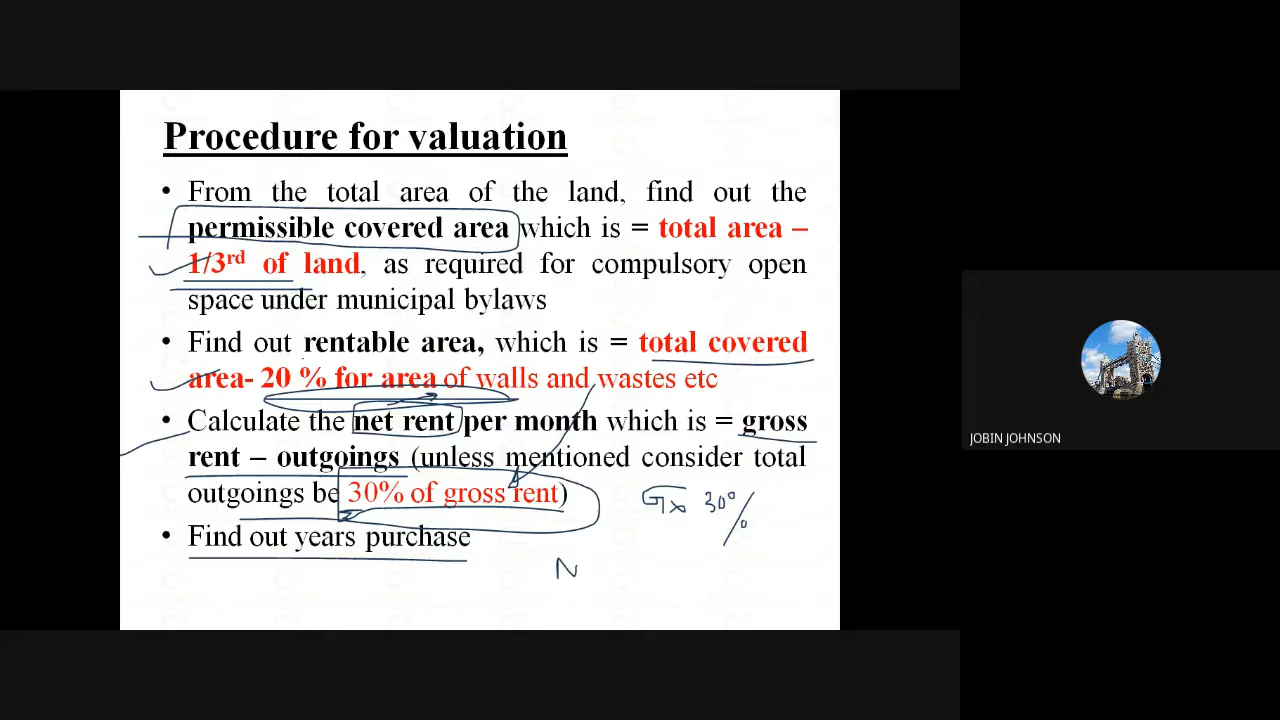 Procedure for valuation
• From the total area of the land, find out the
permissible covered area which is = total area –
1/3rd of land, as required for compulsory open
space under municipal bylaws
• Find out rentable area, which is = total covered
area- 20 % for area of walls and wastes etc
• Calculate the net rent per month which is = gross
rent – outgoings (unless mentioned consider total
outgoings be 30% of gross rent)
G x 30%
• Find out years purchase
N
JOBIN JOHNSON